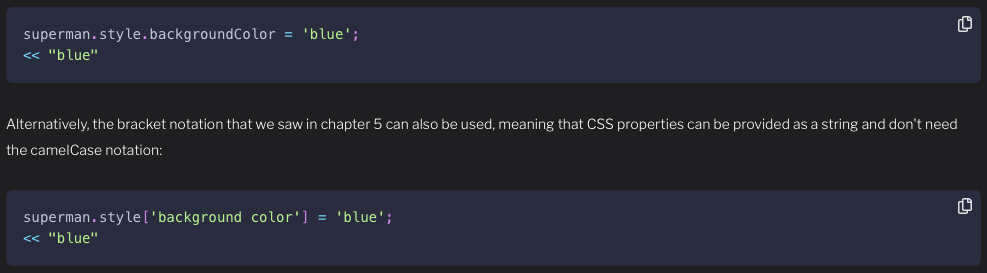 superman.style.backgroundColor = 'blue';
<< "blue"
Alternatively, the bracket notation that we saw in chapter 5 can also be used, meaning that CSS properties can be provided as a string and don't need
the camelCase notation:
superman.style['background color'] = 'blue';
<< "blue"